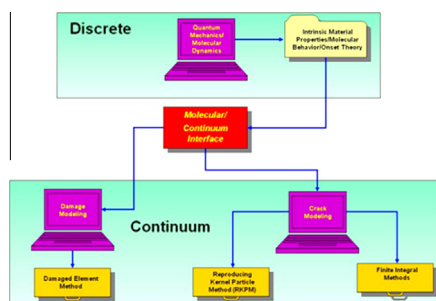 Discrete
Quantum
Mechanics/
Molecular
Dynamics
Intrinsic Material
Properties/Molecular
Behavior/Onset Theory
Molecular/
Continuum
Interface
Damage
Modeling
Continuum
Crack
Modeling
Damaged Element
Method
Reproducing
Kernel Particle
Method (RKPM)
Finite Integral
Methods